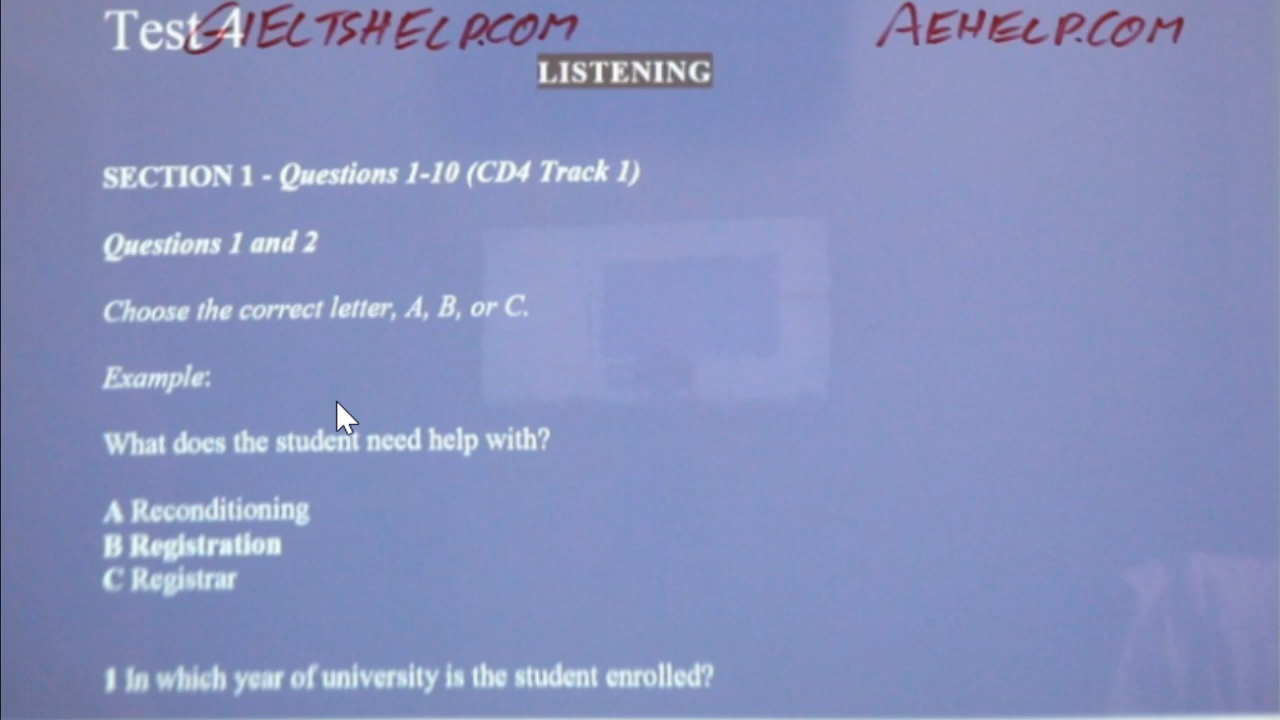 Test 4 GIELTSHELP.COM AEHELP.COM
LISTENING
SECTION 1 - Questions 1-10 (CD4 Track 1)
Questions 1 and 2
Choose the correct letter, A, B, or C.
Example:
What does the student need help with?
A Reconditioning
B Registration
C Registrar
1 In which year of university is the student enrolled?